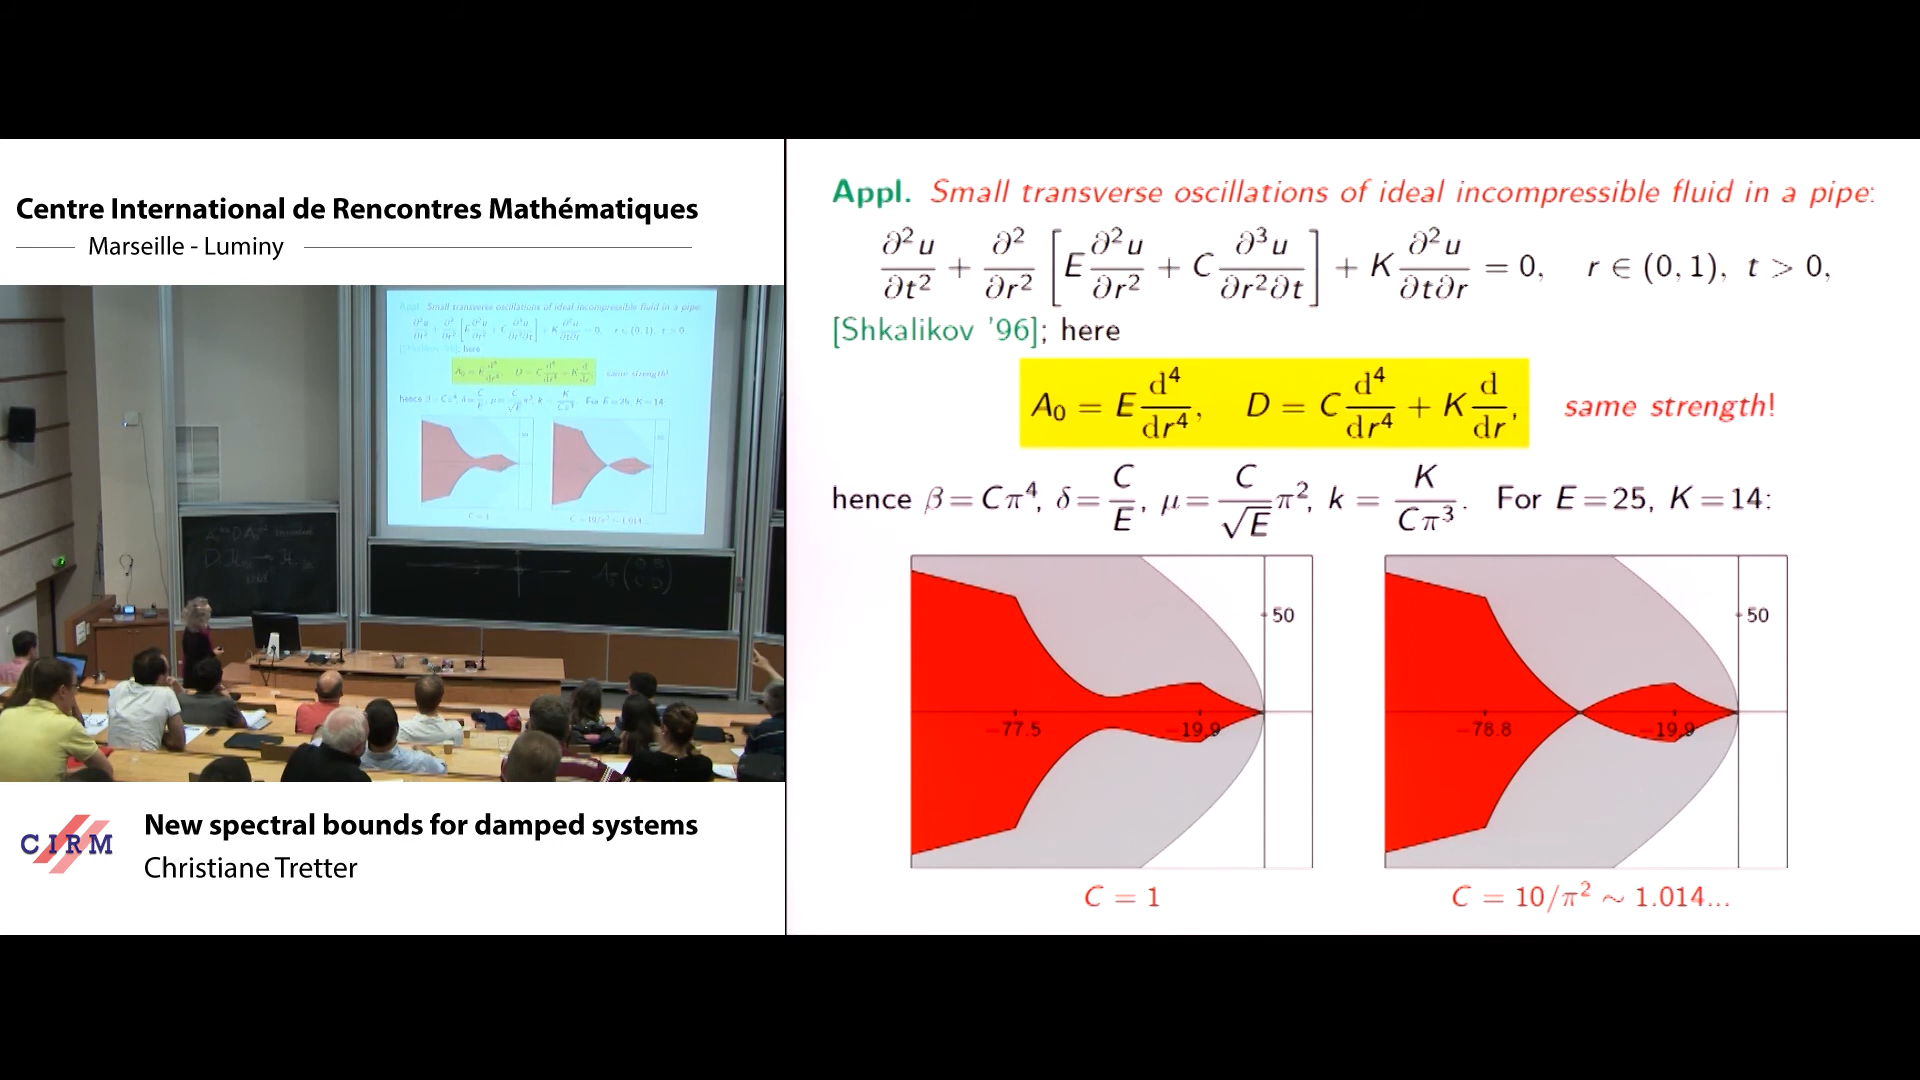 Centre International de Rencontres Mathématiques
Marseille - Luminy
CIRM
New spectral bounds for damped systems
Christiane Tretter
Appl. Small transverse oscillations of ideal incompressible fluid in a pipe:
∂²u/∂t² + ∂²/∂r² [E ∂²u/∂r² + C ∂³u/∂r²∂t] + K ∂²u/∂t∂r = 0, r ∈ (0, 1), t > 0,
[Shkalikov '96]; here
A₀ = E d⁴/dr⁴, D = C d⁴/dr⁴ + K d/dr, same strength!
hence β = Cπ⁴, δ = C/E, μ = C/√E π², k = K/Cπ³. For E = 25, K = 14:
50
-77.5
-19.9
C = 1
50
-78.8
-19.9
C = 10/π² ~ 1.014...